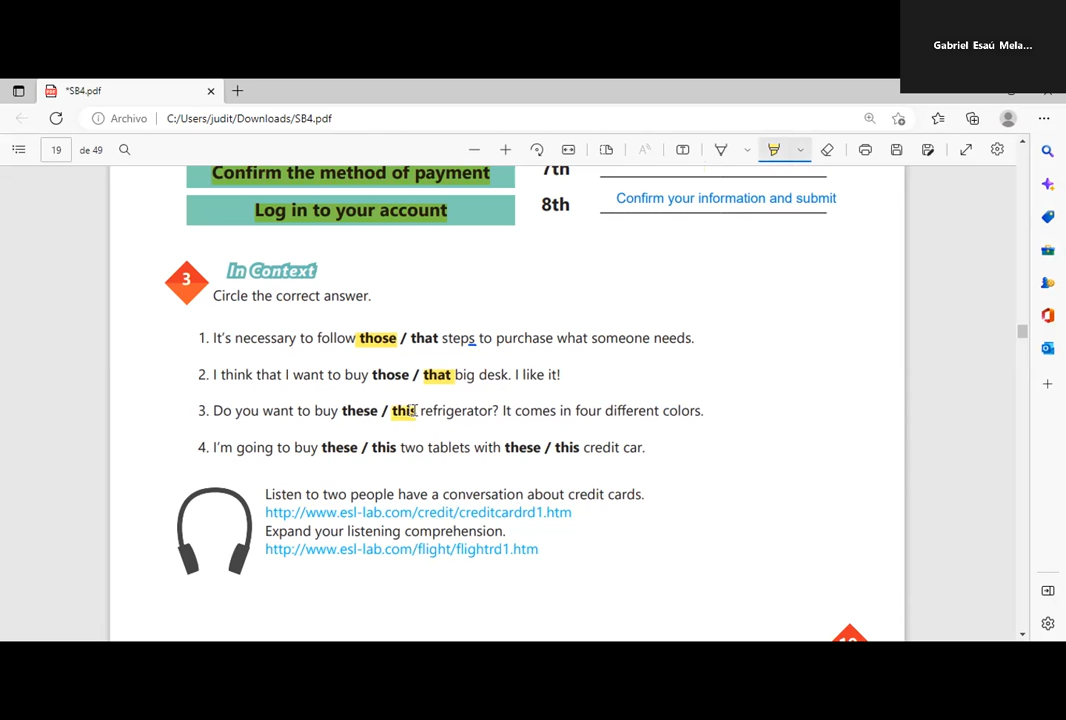 Gabriel Esaú Mela...
*SB4.pdf
Archivo
C:/Users/judit/Downloads/SB4.pdf
19 de 49
Confirm the method of payment
7th
Log in to your account
8th
Confirm your information and submit
3
In Context
Circle the correct answer.
1. It's necessary to follow those / that steps to purchase what someone needs.
2. I think that I want to buy those / that big desk. I like it!
3. Do you want to buy these / this refrigerator? It comes in four different colors.
4. I'm going to buy these / this two tablets with these / this credit car.
Listen to two people have a conversation about credit cards.
http://www.esl-lab.com/credit/creditcardrd1.htm
Expand your listening comprehension.
http://www.esl-lab.com/flight/flightrd1.htm